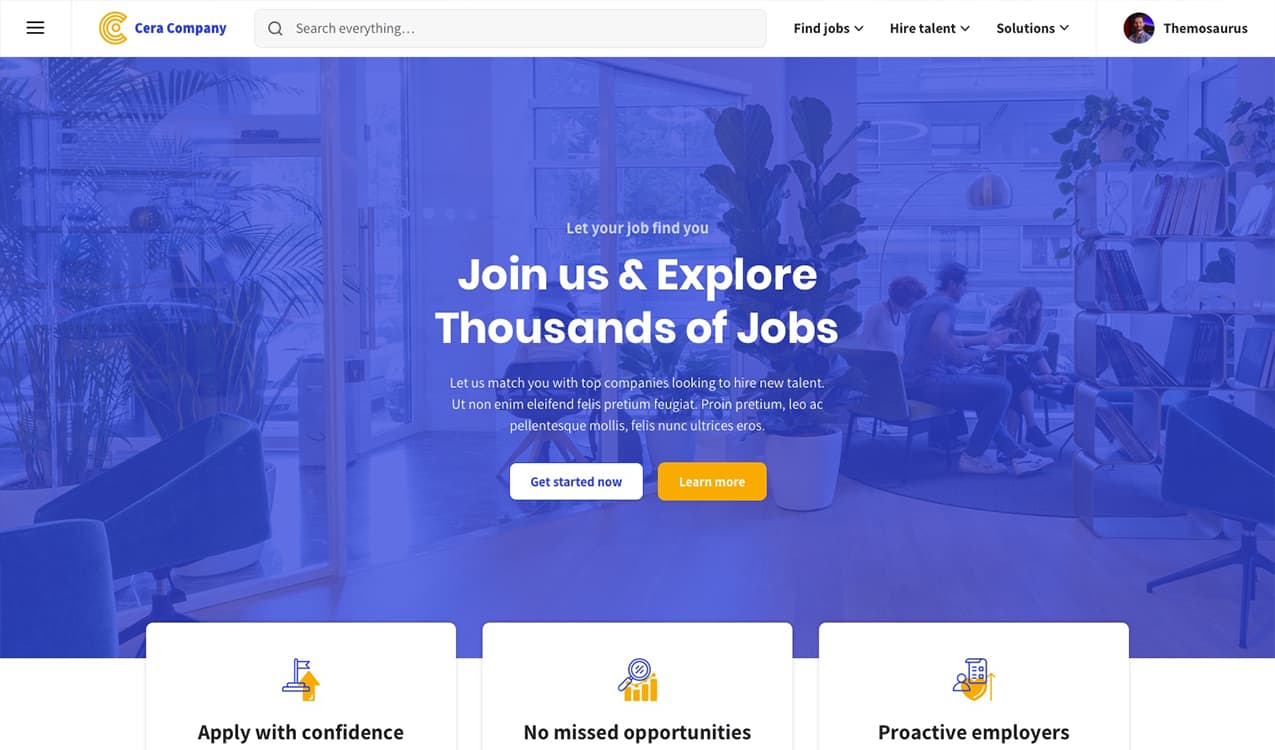 Cera Company
Search everything...
Find jobs
Hire talent
Solutions
Themosaurus
Let your job find you
Join us & Explore
Thousands of Jobs
Let us match you with top companies looking to hire new talent.
Ut non enim eleifend felis pretium feugiat. Proin pretium, leo ac
pellentesque mollis, felis nunc ultrices eros.
Get started now
Learn more
Apply with confidence
No missed opportunities
Proactive employers